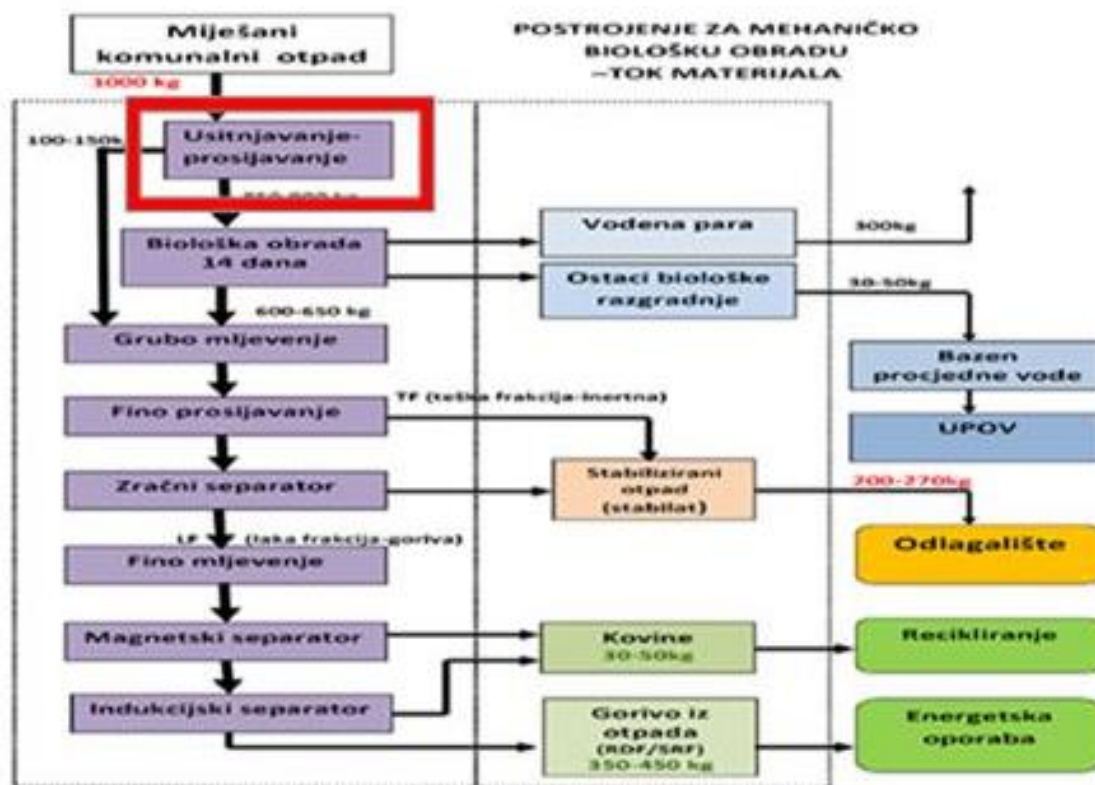 Miješani
komunalni otpad
POSTROJENJE ZA MEHANIČKO
BIOLOŠKU OBRADU
–TOK MATERIJALA
1000 kg
Usitnjavanje-
prosijavanje
100-150k
Biološka obrada
14 dana
Vodena para
300kg
Ostaci biološke
razgradnje
30-50kg
600-650 kg
Grubo mljevenje
Bazen
procjedne vode
UPOV
Fino prosijavanje
TF (teška frakcija-inertna)
Zračni separator
Stabilizirani
otpad
(stabilat)
200-270kg
Odlagalište
LF (laka frakcija-goriva)
Fino mljevenje
Magnetski separator
Kovine
30-50kg
Recikliranje
Indukcijski separator
Gorivo iz
otpada
(RDF/SRF)
350-450 kg
Energetska
oporaba